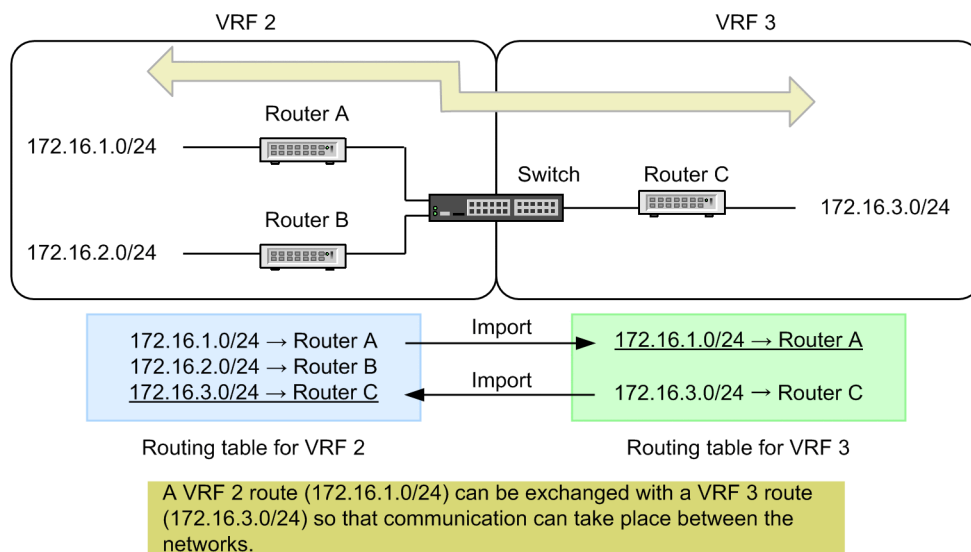 VRF 2
VRF 3
Router A
172.16.1.0/24
Switch
Router C
Router B
172.16.3.0/24
172.16.2.0/24
172.16.1.0/24 → Router A
172.16.2.0/24 → Router B
172.16.3.0/24 → Router C
Import
Import
172.16.1.0/24 → Router A
172.16.3.0/24 → Router C
Routing table for VRF 2
Routing table for VRF 3
A VRF 2 route (172.16.1.0/24) can be exchanged with a VRF 3 route
(172.16.3.0/24) so that communication can take place between the
networks.